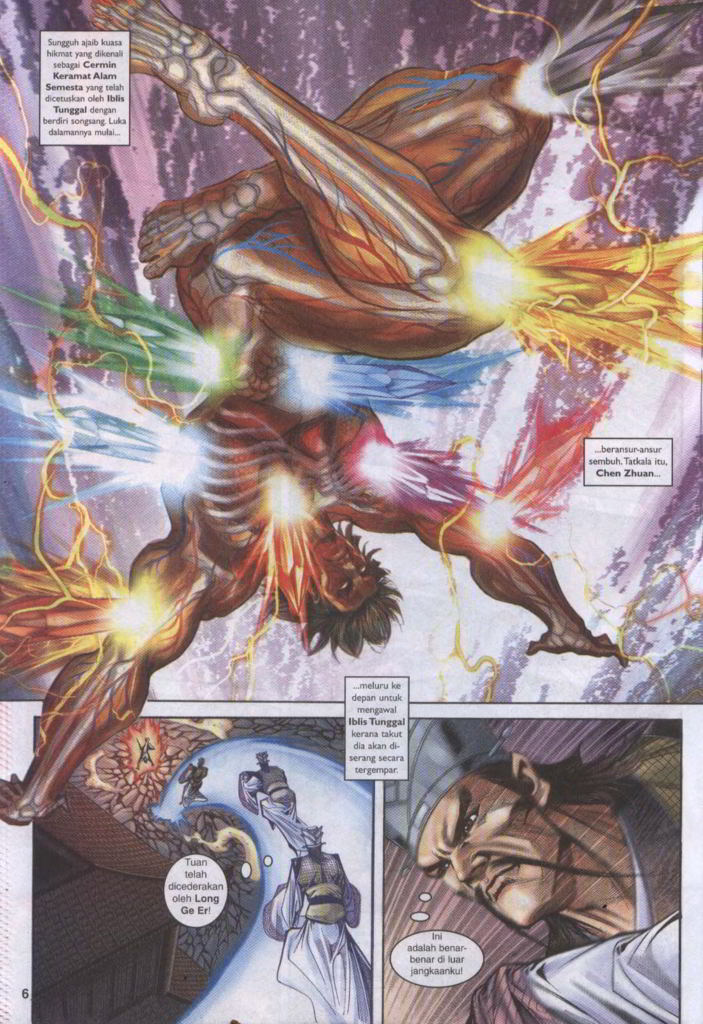 Sungguh ajaib kuasa
hikmat yang dikenali
sebagai Cermin
Keramat Alam
Semesta yang telah
dicetuskan oleh Iblis
Tunggal dengan
berdiri songsang. Luka
dalamannya mulai...
...beransur-ansur
sembuh. Tatkala itu,
Chen Zhuan...
...meluru ke
depan untuk
mengawal
Iblis Tunggal
kerana takut
dia akan di-
serang secara
tergempar.
Tuan
telah
dicederakan
oleh Long
Ge Er!
Ini
adalah benar-
benar di luar
jangkaanku!
6